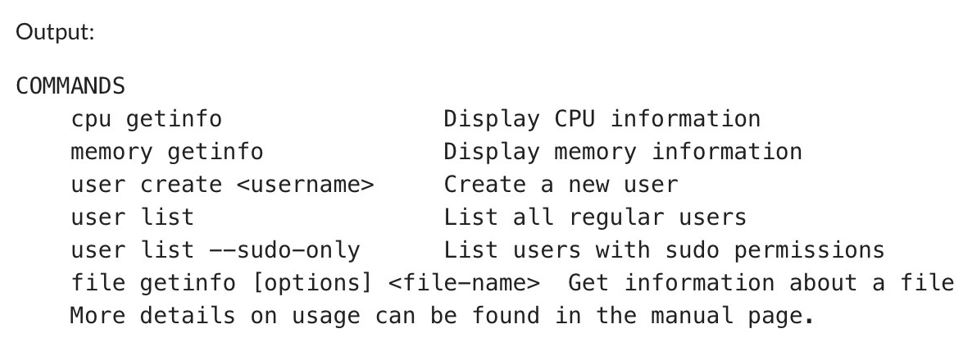 Output:
COMMANDS
    cpu getinfo                Display CPU information
    memory getinfo             Display memory information
    user create <username>     Create a new user
    user list                  List all regular users
    user list --sudo-only      List users with sudo permissions
    file getinfo [options] <file-name>  Get information about a file
    More details on usage can be found in the manual page.